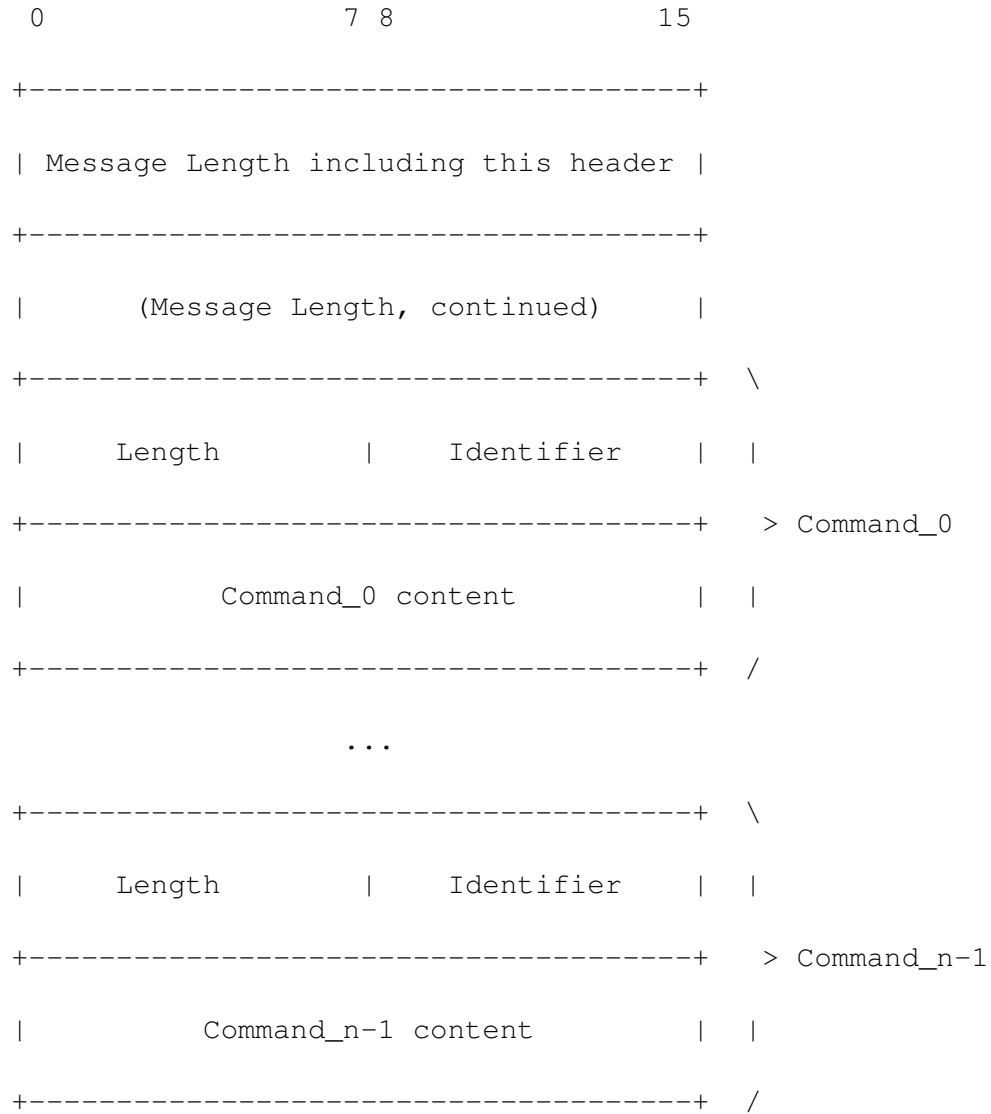 0                 7 8               15
+--------------------------------------+
| Message Length including this header |
+--------------------------------------+
|      (Message Length, continued)     |
+--------------------------------------+  \
|     Length        |    Identifier    |  |
+--------------------------------------+   > Command_0
|           Command_0 content          |  |
+--------------------------------------+  /
...
+--------------------------------------+  \
|     Length        |    Identifier    |  |
+--------------------------------------+   > Command_n-1
|          Command_n-1 content         |  |
+--------------------------------------+  /